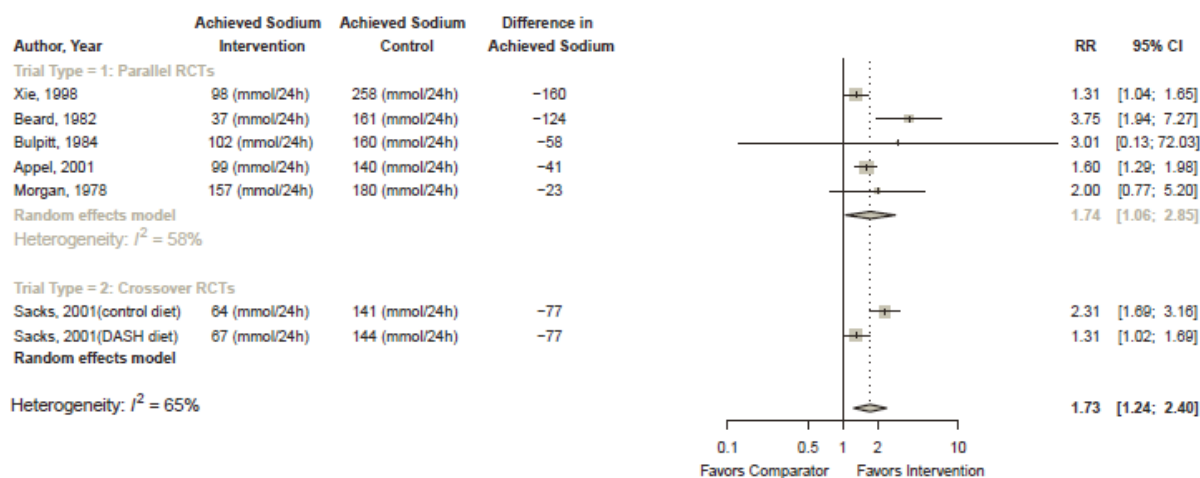 Achieved Sodium Achieved Sodium Difference in
Author, Year Intervention Control Achieved Sodium RR 95% CI
Trial Type = 1: Parallel RCTs
Xie, 1998 98 (mmol/24h) 258 (mmol/24h) −160 1.31 [1.04; 1.65]
Beard, 1982 37 (mmol/24h) 161 (mmol/24h) −124 3.75 [1.94; 7.27]
Bulpitt, 1984 102 (mmol/24h) 160 (mmol/24h) −58 3.01 [0.13; 72.03]
Appel, 2001 99 (mmol/24h) 140 (mmol/24h) −41 1.60 [1.29; 1.98]
Morgan, 1978 157 (mmol/24h) 180 (mmol/24h) −23 2.00 [0.77; 5.20]
Random effects model 1.74 [1.06; 2.85]
Heterogeneity: I² = 58%
Trial Type = 2: Crossover RCTs
Sacks, 2001(control diet) 64 (mmol/24h) 141 (mmol/24h) −77 2.31 [1.69; 3.16]
Sacks, 2001(DASH diet) 67 (mmol/24h) 144 (mmol/24h) −77 1.31 [1.02; 1.69]
Random effects model
Heterogeneity: I² = 65% 1.73 [1.24; 2.40]
0.1 0.5 1 2 10
Favors Comparator Favors Intervention